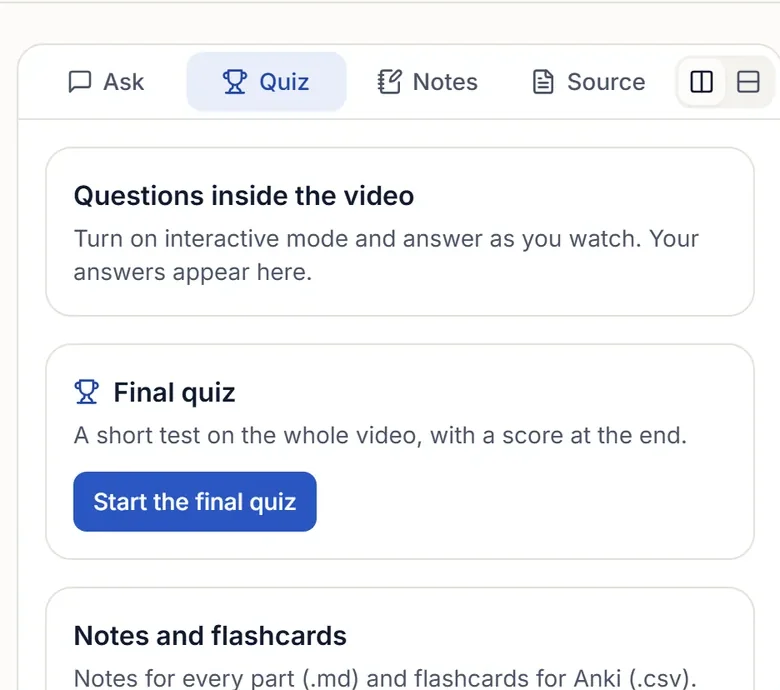 Ask
Quiz
Notes
Source
Questions inside the video
Turn on interactive mode and answer as you watch. Your
answers appear here.
Final quiz
A short test on the whole video, with a score at the end.
Start the final quiz
Notes and flashcards
Notes for every part (.md) and flashcards for Anki (.csv).